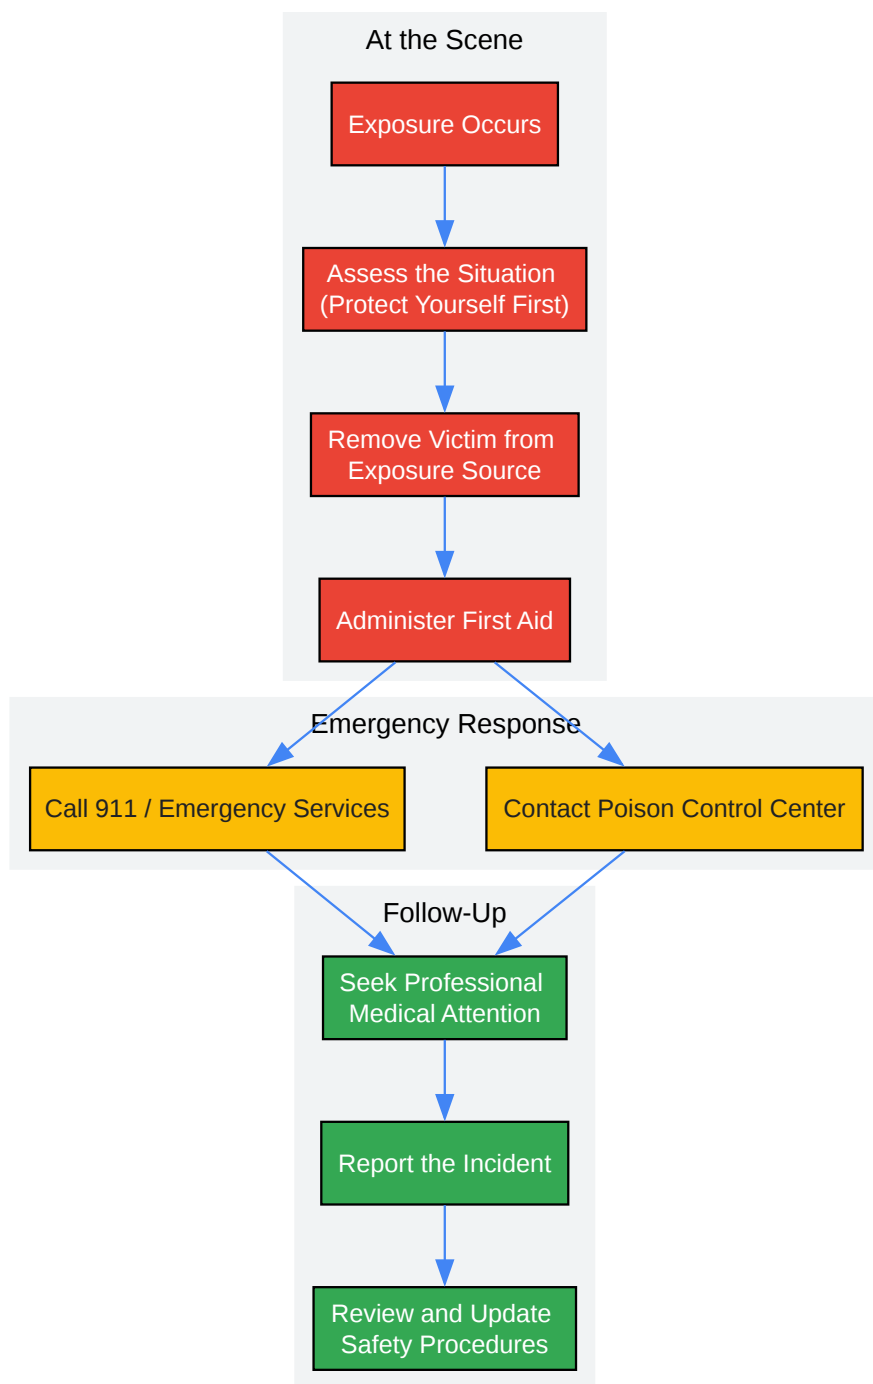 At the Scene
Exposure Occurs
Assess the Situation
(Protect Yourself First)
Remove Victim from
Exposure Source
Administer First Aid
Emergency Response
Call 911 / Emergency Services
Contact Poison Control Center
Follow-Up
Seek Professional
Medical Attention
Report the Incident
Review and Update
Safety Procedures